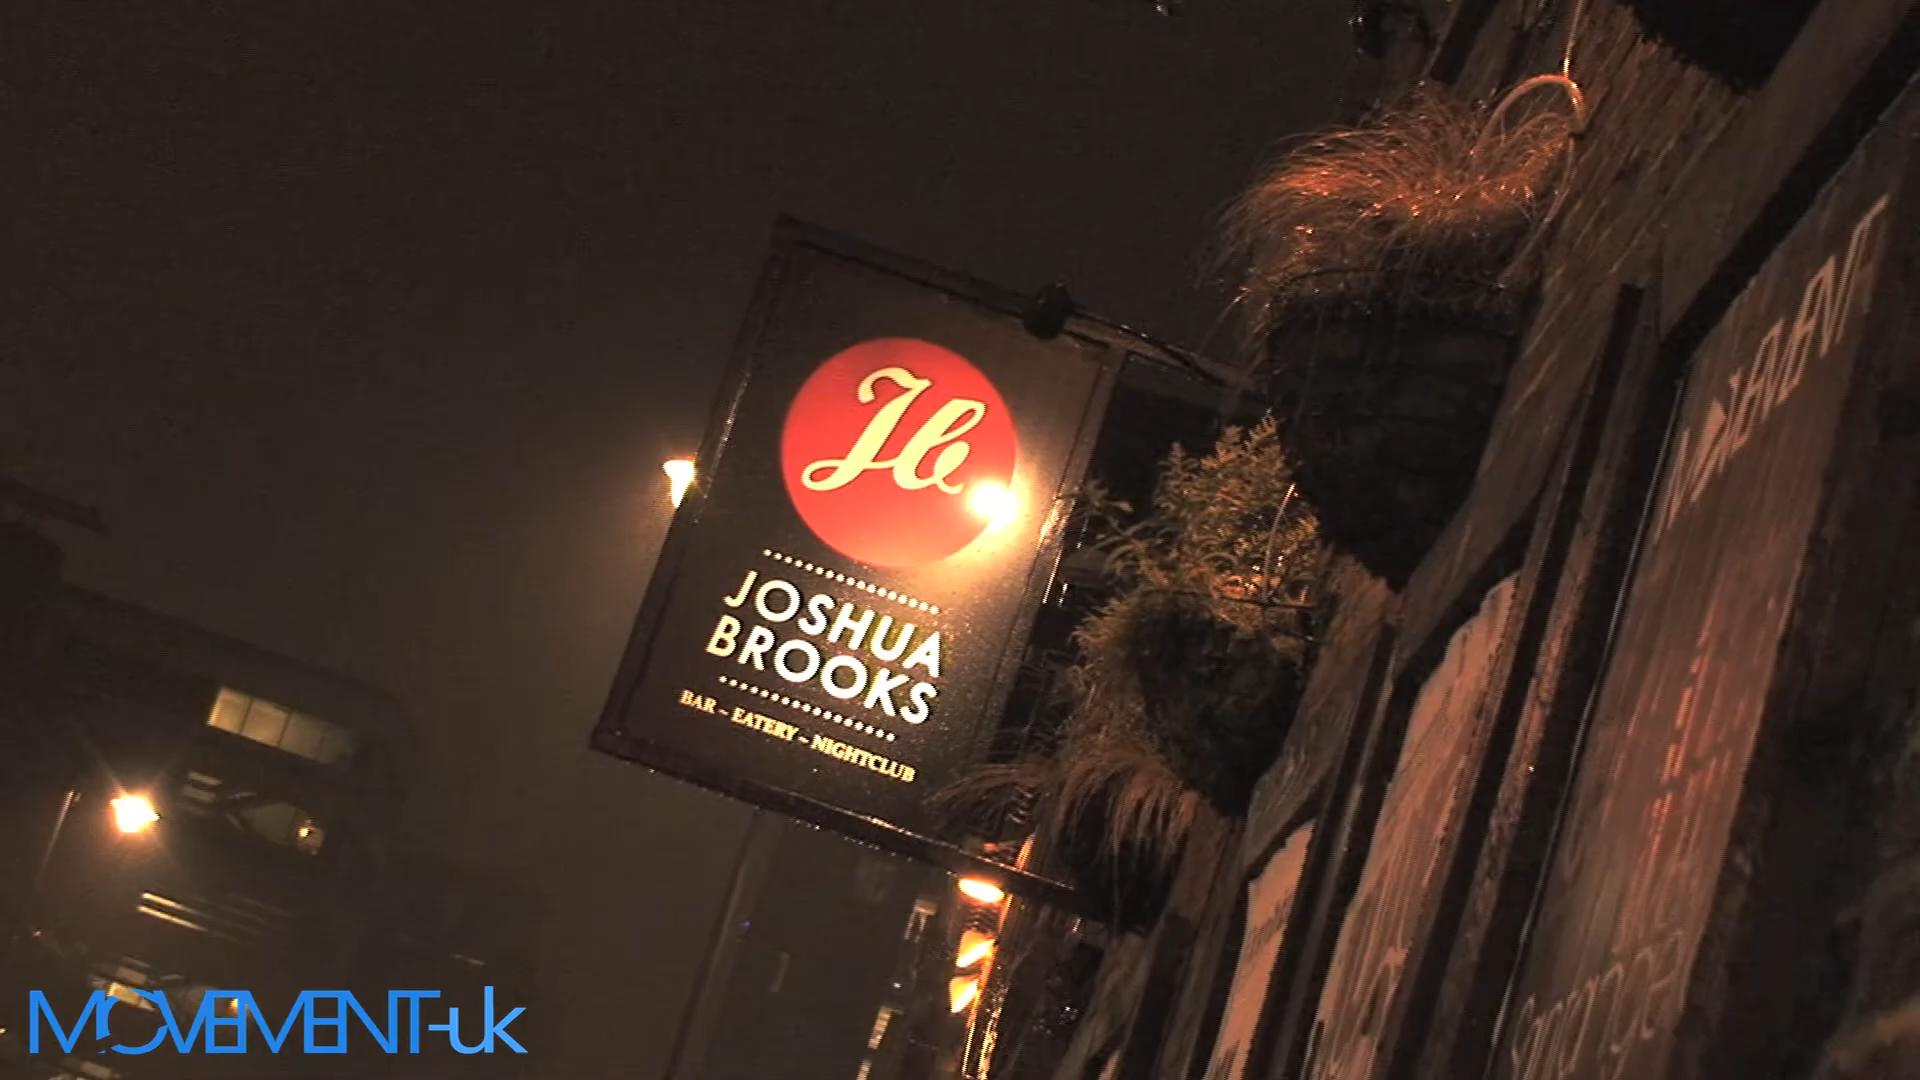 Jb
JOSHUA
BROOKS
BAR ~ EATERY ~ NIGHTCLUB
MOVEMENT-uk